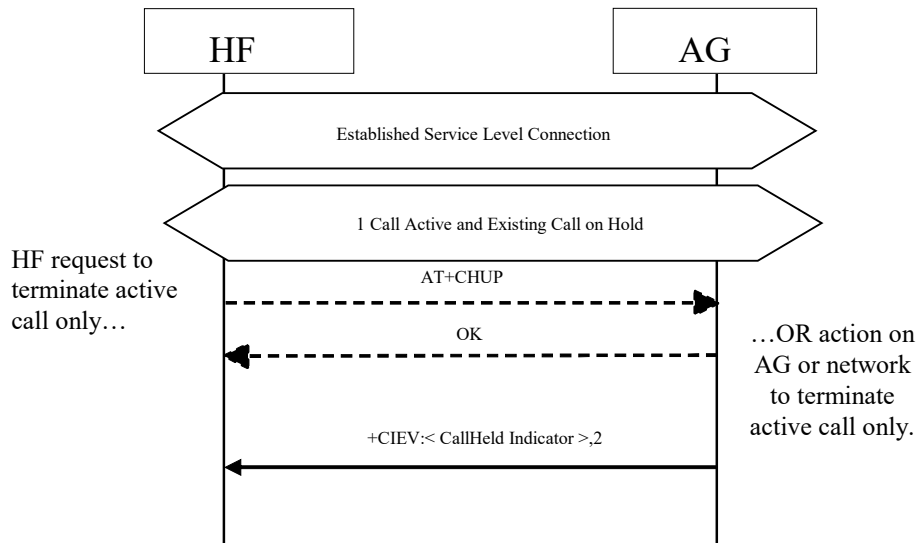 HF
AG
Established Service Level Connection
1 Call Active and Existing Call on Hold
HF request to
terminate active
call only…
AT+CHUP
OK
…OR action on
AG or network
to terminate
active call only.
+CIEV:< CallHeld Indicator >,2